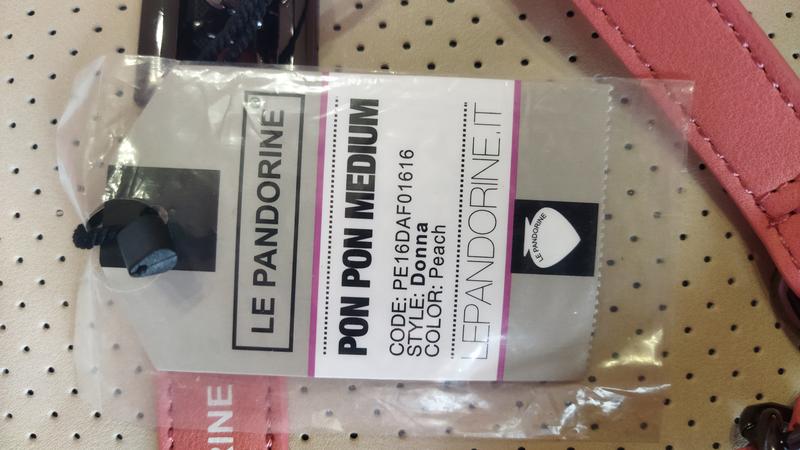 LE PANDORINE®
PON PON MEDIUM
CODE: PE16DAF01616
STYLE: Donna
COLOR: Peach
LEPANDORINE.IT
LE PANDORINE
RINE